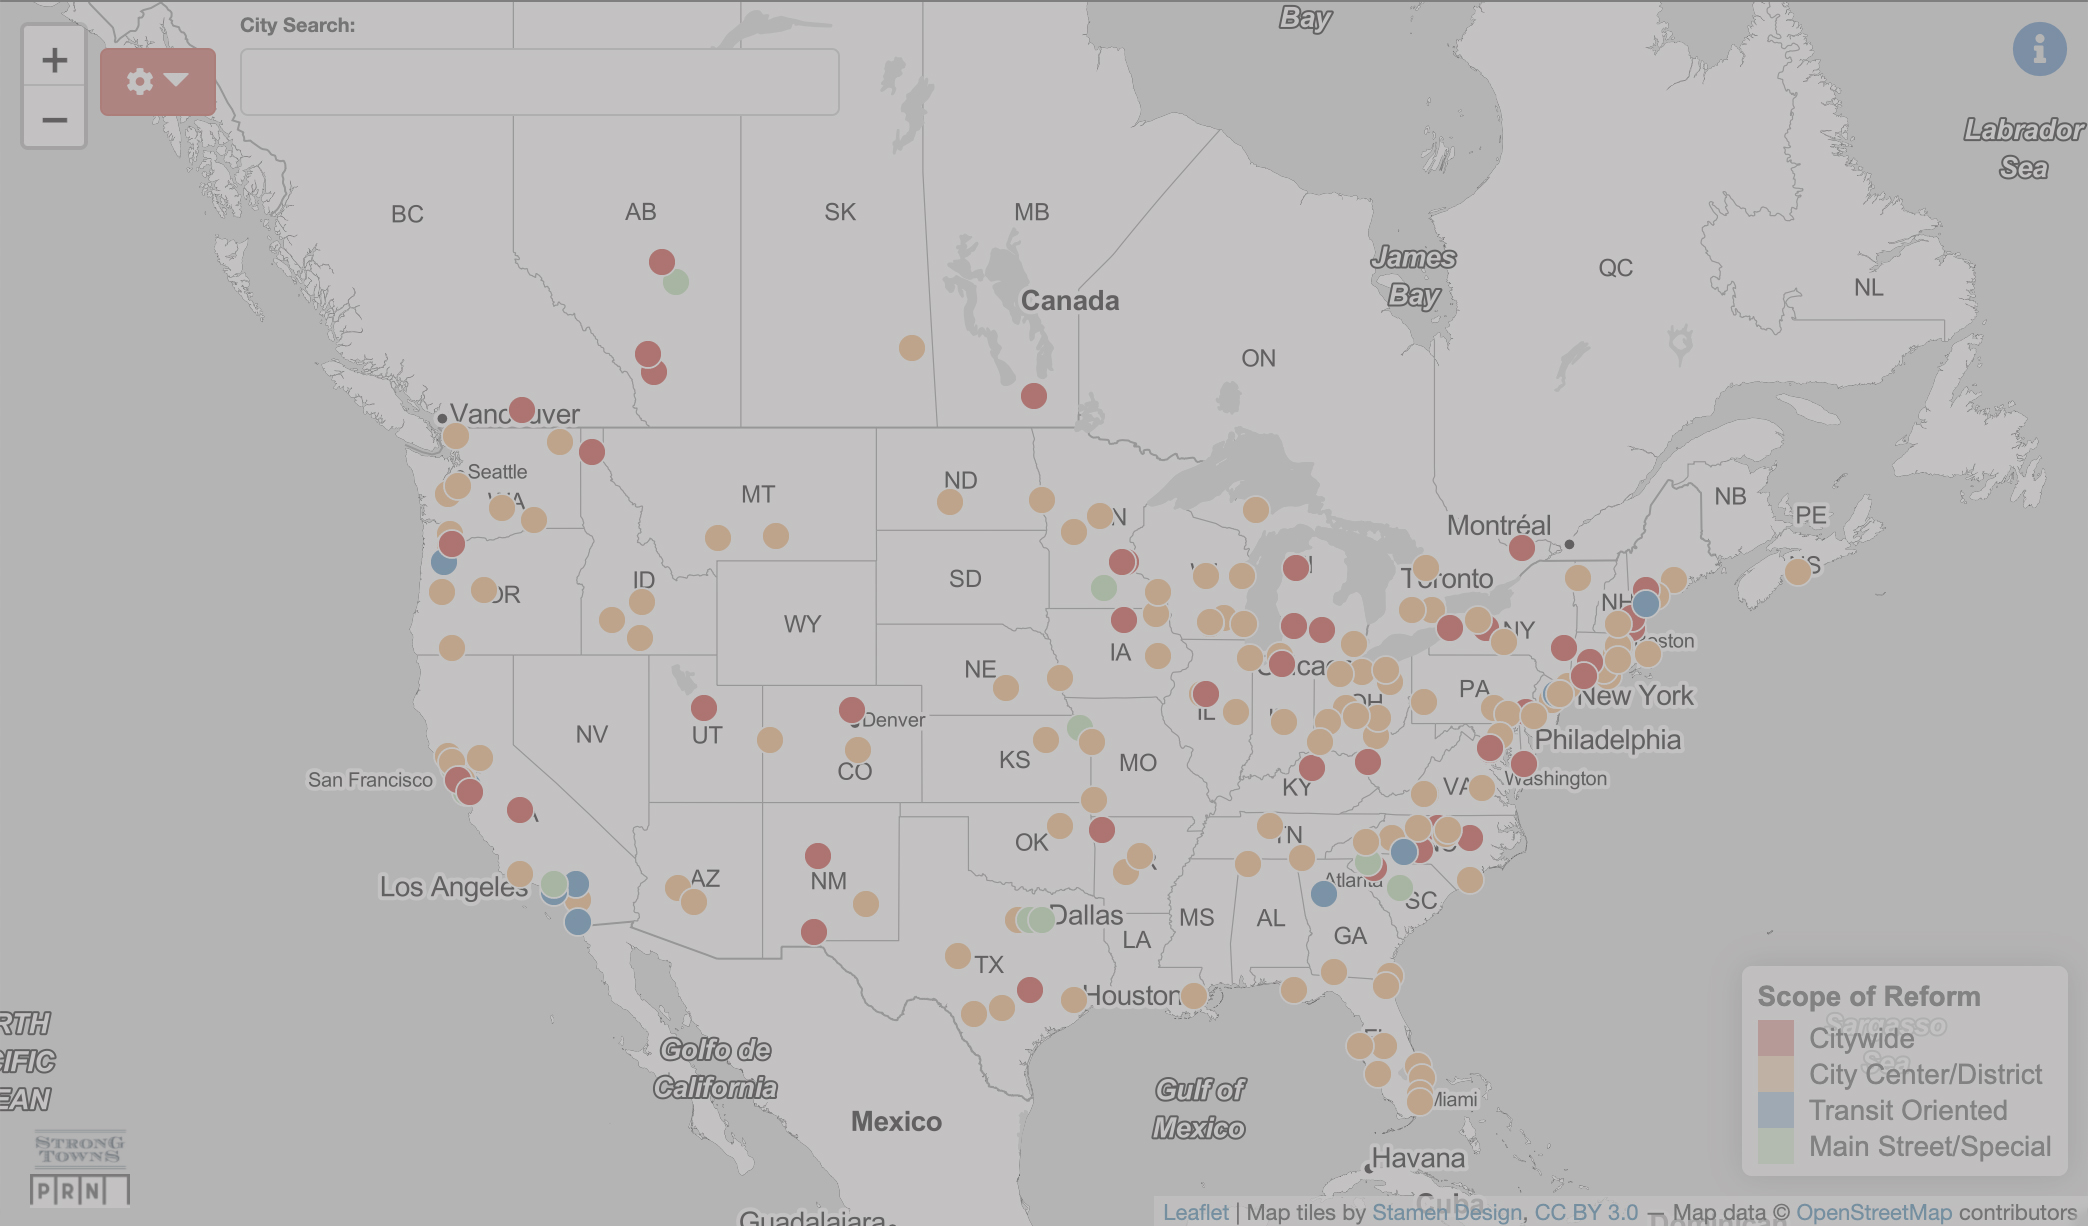 City Search:
+
−
Bay
Labrador
Sea
BC
AB
SK
MB
James
Bay
QC
NL
Canada
ON
Vancouver
Seattle
MT
ND
Montréal
NB
PE
SD
ID
Toronto
WY
NY
IA
NE
PA
New York
IL
Denver
UT
NV
CO
KS
MO
Philadelphia
San Francisco
Washington
KY
VA
OK
TN
Los Angeles
AZ
NM
Atlanta
SC
Dallas
MS
AL
GA
LA
TX
Houston
Golfo de
California
Gulf of
Mexico
Mexico
Miami
Havana
Cuba
Guadalajara
Scope of Reform
Sargasso
Sea
Citywide
City Center/District
Transit Oriented
Main Street/Special
STRONG
TOWNS
PRN
Leaflet | Map tiles by Stamen Design, CC BY 3.0 — Map data © OpenStreetMap contributors